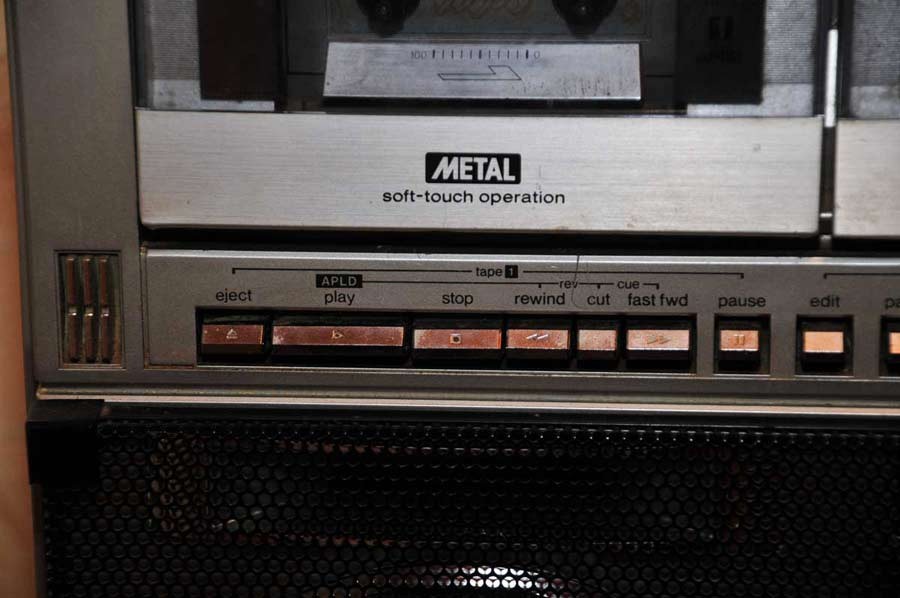 100 0
METAL
soft-touch operation
tape 1
APLD rev cue
eject play stop rewind cut fast fwd pause edit